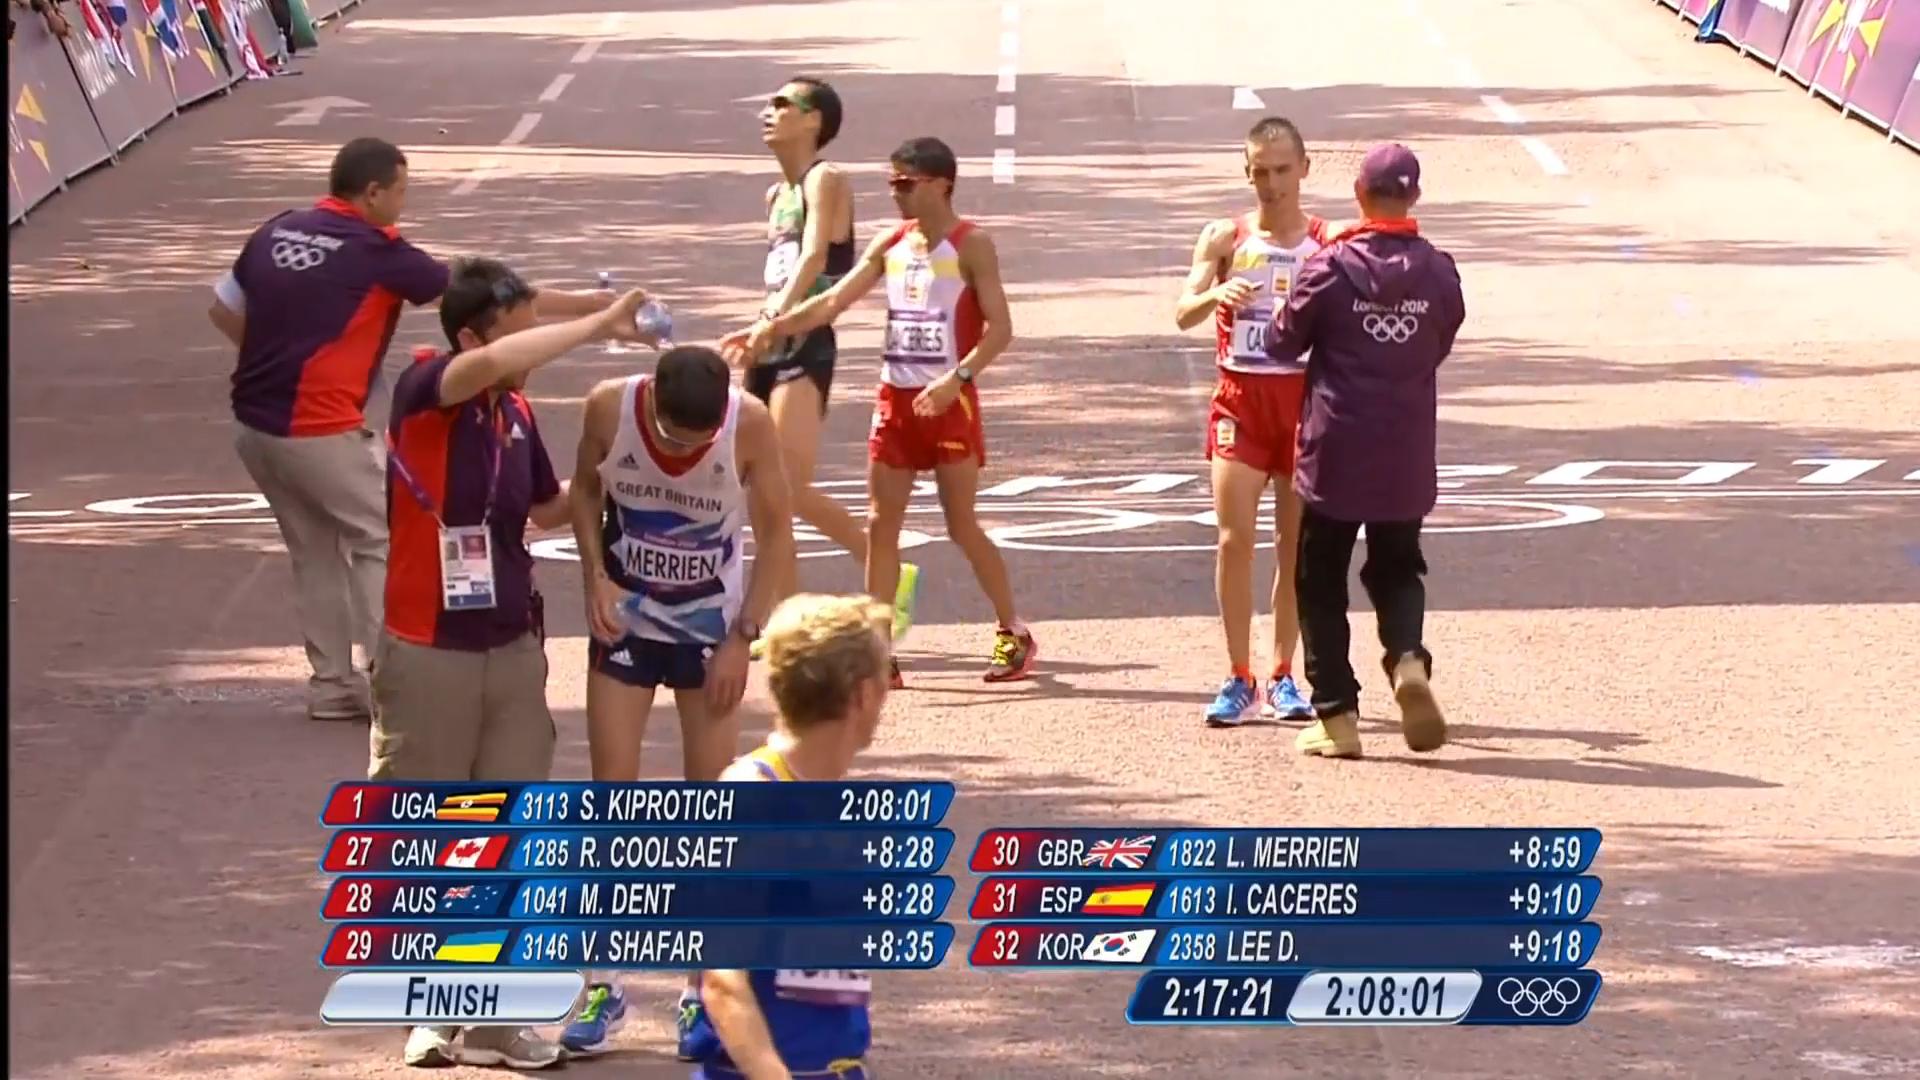 London 2012
London 2012
CACERES
GREAT BRITAIN
MERRIEN
1 UGA 3113 S. KIPROTICH 2:08:01
27 CAN 1285 R. COOLSAET +8:28
28 AUS 1041 M. DENT +8:28
29 UKR 3146 V. SHAFAR +8:35
30 GBR 1822 L. MERRIEN +8:59
31 ESP 1613 I. CACERES +9:10
32 KOR 2358 LEE D. +9:18
FINISH
2:17:21 2:08:01